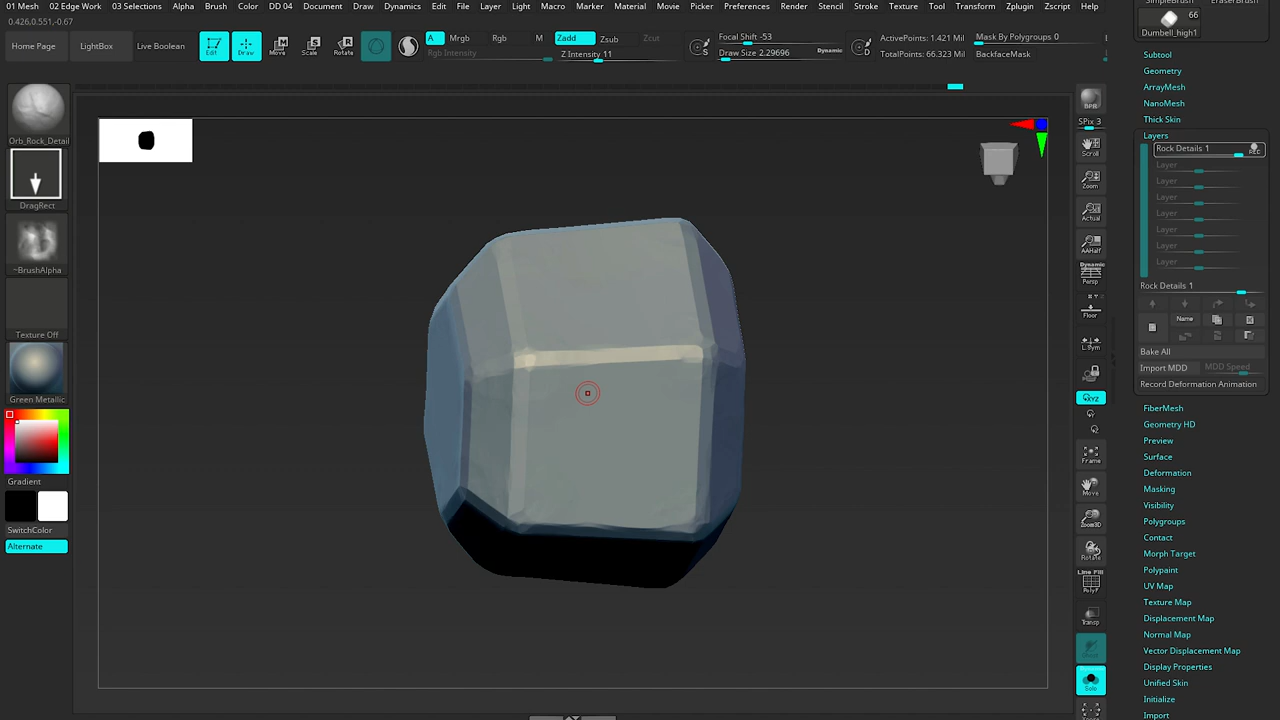 01 Mesh 02 Edge Work 03 Selections Alpha Brush Color DD 04 Document Draw Dynamics Edit File Layer Light Macro Marker Material Move Picker Preferences Render Stencil Stroke Texture Tool Transform Zplugin Zscript Help
0.426,0.551,-0.67
Home Page LightBox Live Boolean
Edit Draw Move Scale Rotate
A Mrgb Rgb M
Rgb Intensity
Zadd Zsub Zcut
Z Intensity 11
S
Focal Shift -53
Draw Size 2.29696 Dynamic
D
ActivePoints: 1.421 Mil
TotalPoints: 66.323 Mil
Mask By Polygroups 0
BackfaceMask
Orb_Rock_Detail
DragRect
~BrushAlpha
Texture Off
Green Metallic
Gradient
SwitchColor
Alternate
BPR
SPix 3
Scroll
Zoom
Actual
AAHalf
Dynamic
Persp
Floor
L.Sym
XYZ
Frame
Move
Zoom3D
Rotate
Line Fill
PolyF
Transp
Solo
SimpleBrush EraserBrush
66
Dumbell_high1
Subtool
Geometry
ArrayMesh
NanoMesh
Thick Skin
Layers
Rock Details 1 REC
Layer
Layer
Layer
Layer
Layer
Layer
Layer
Rock Details 1
Name
Bake All
Import MDD MDD Speed
Record Deformation Animation
FiberMesh
Geometry HD
Preview
Surface
Deformation
Masking
Visibility
Polygroups
Contact
Morph Target
Polypaint
UV Map
Texture Map
Displacement Map
Normal Map
Vector Displacement Map
Display Properties
Unified Skin
Initialize
Import